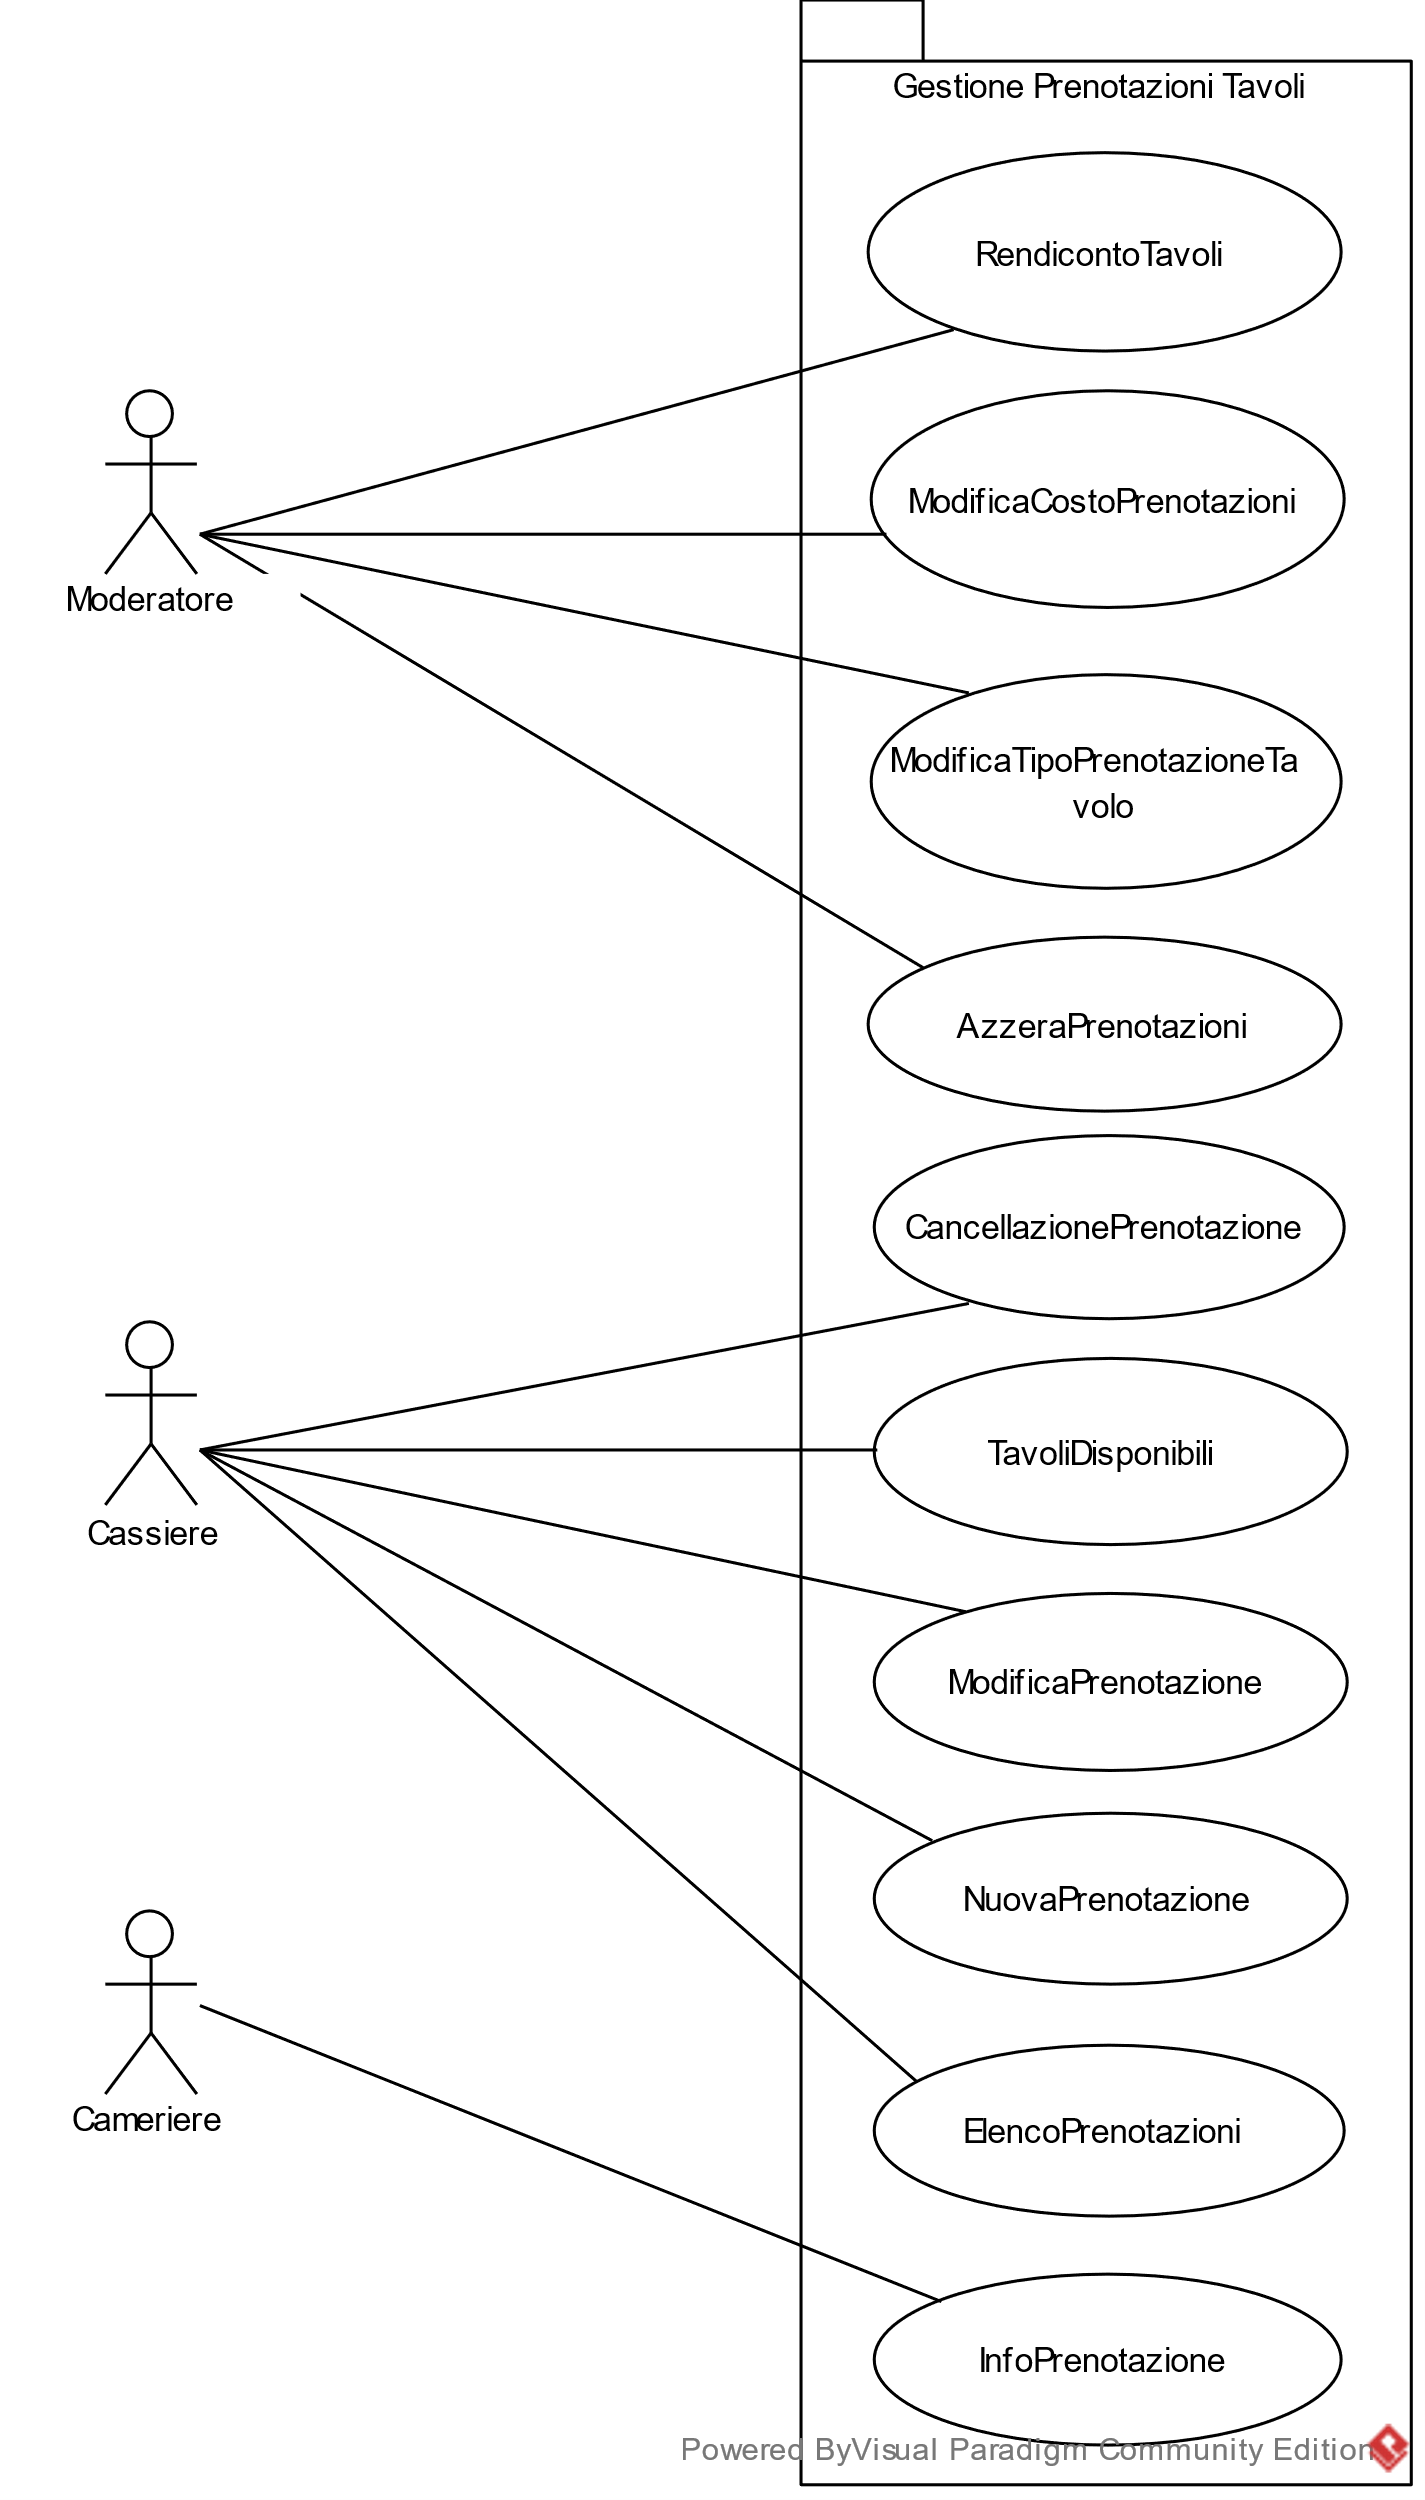 Gestione Prenotazioni Tavoli
RendicontoTavoli
ModificaCostoPrenotazioni
Moderatore
ModificaTipoPrenotazioneTa
volo
AzzeraPrenotazioni
CancellazionePrenotazione
TavoliDisponibili
Cassiere
ModificaPrenotazione
NuovaPrenotazione
Cameriere
ElencoPrenotazioni
InfoPrenotazione
Powered ByVisual Paradigm Community Edition